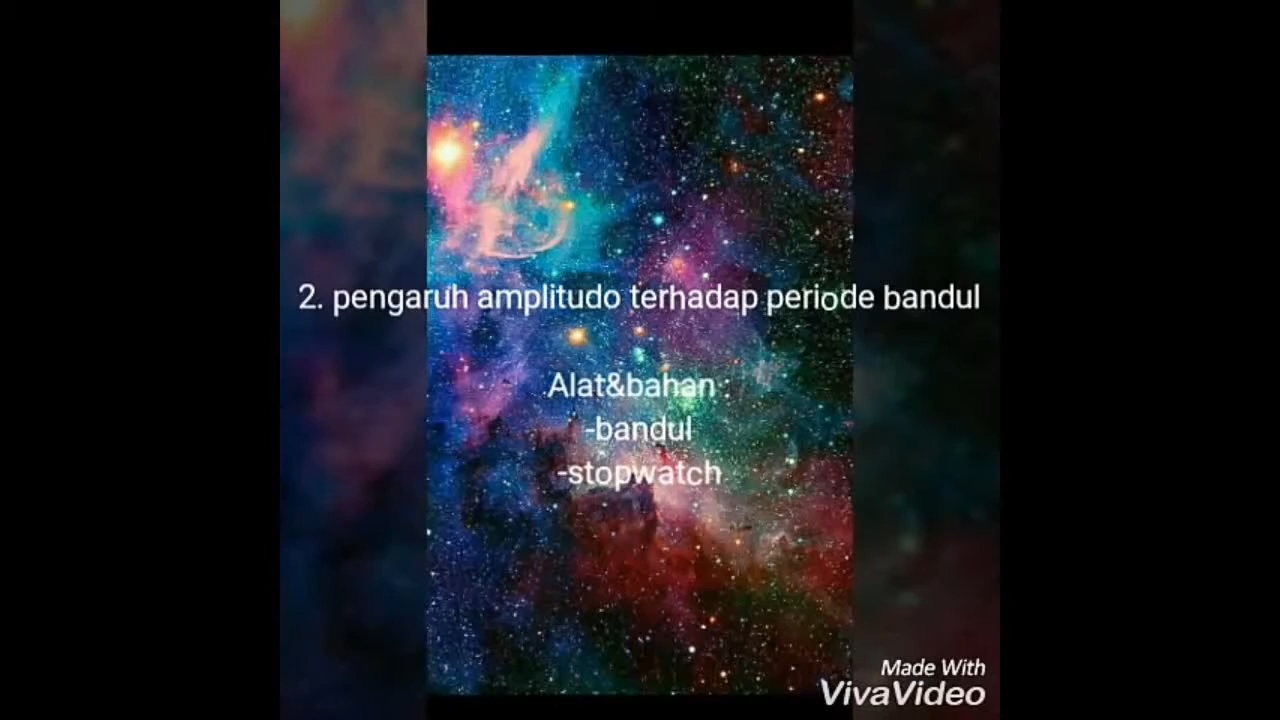 2. pengaruh amplitudo terhadap periode bandul
Alat&bahan :
-bandul
-stopwatch
Made With
VivaVideo